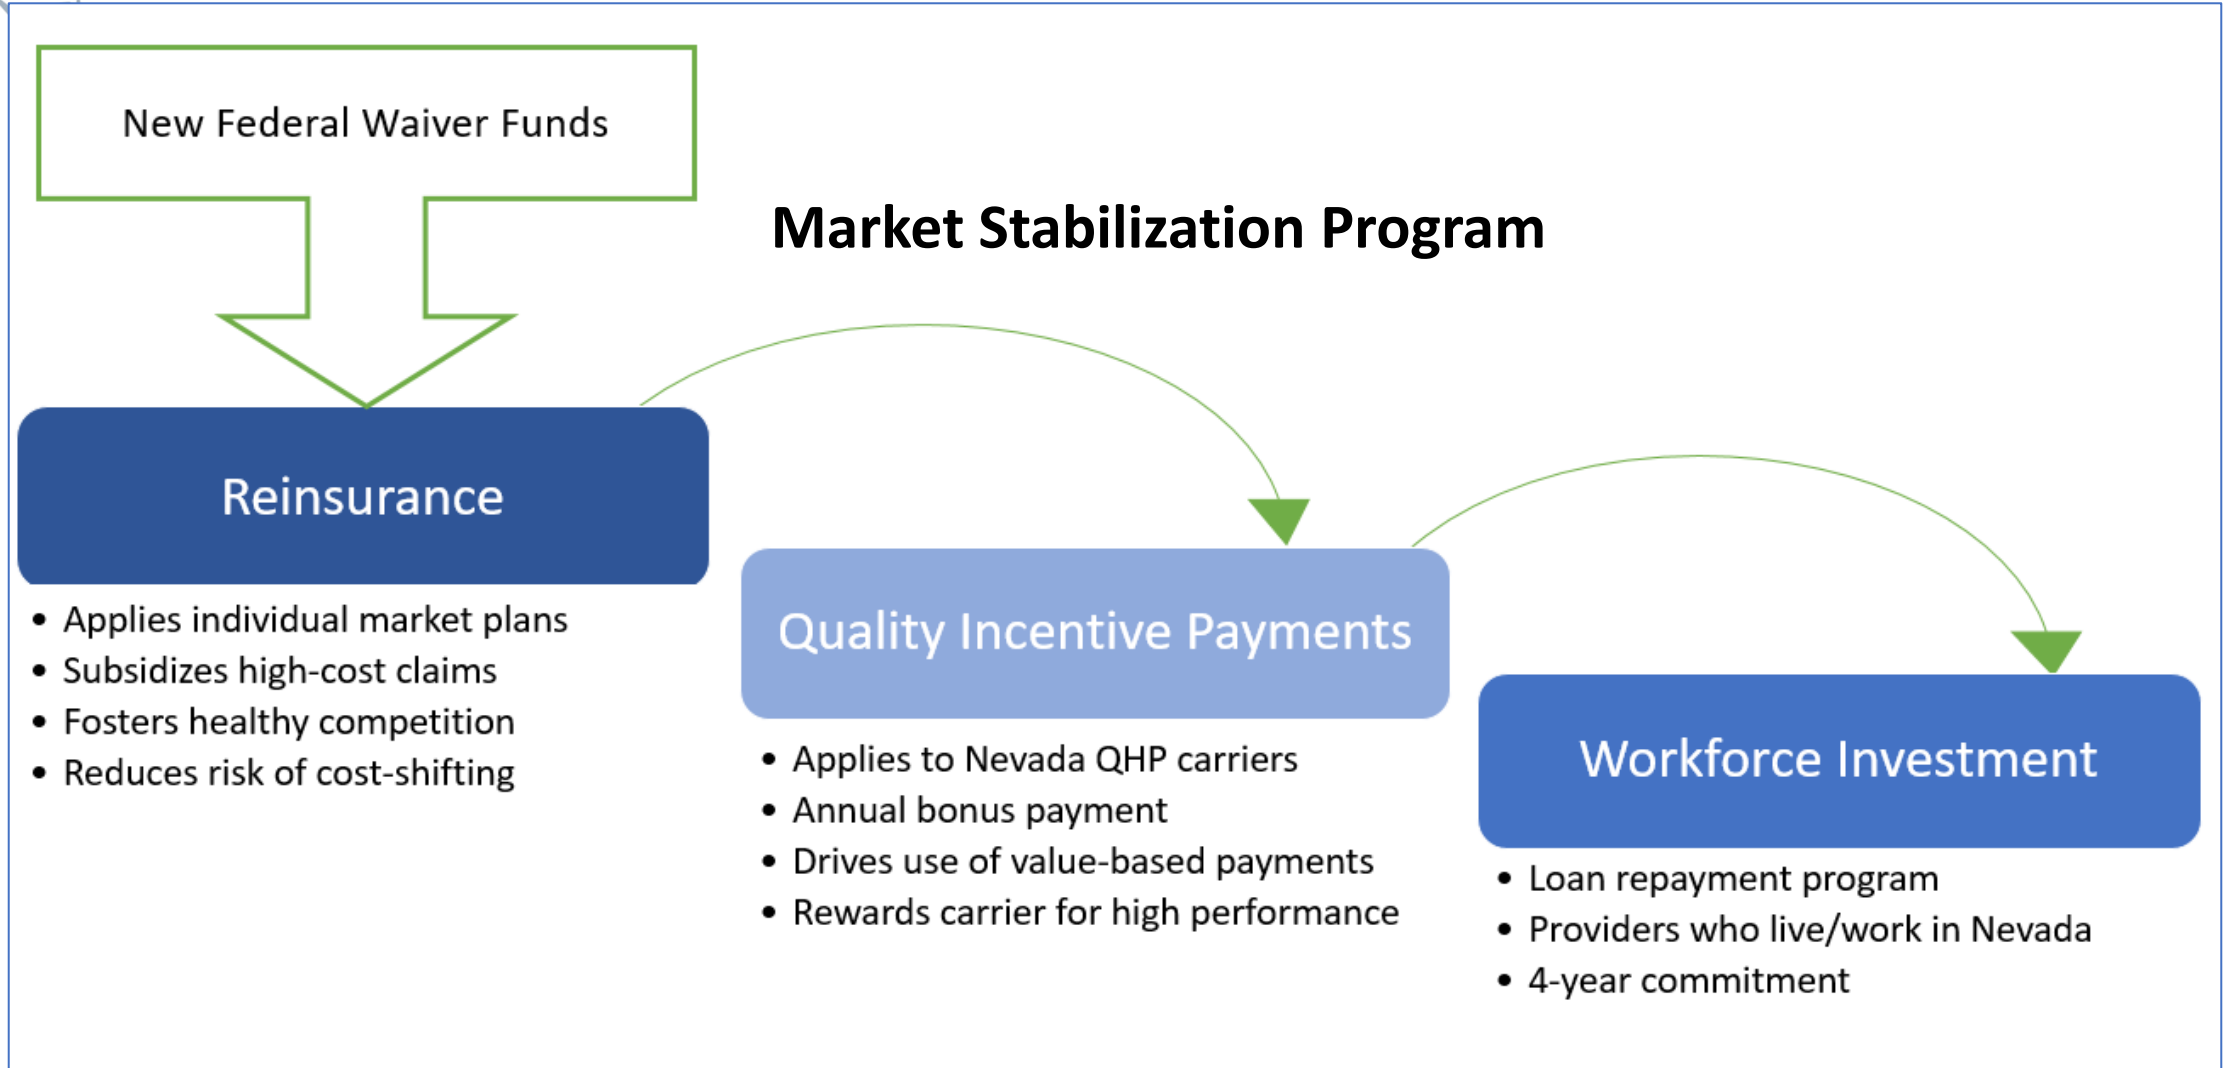 New Federal Waiver Funds
Market Stabilization Program
Reinsurance
• Applies individual market plans
• Subsidizes high-cost claims
• Fosters healthy competition
• Reduces risk of cost-shifting
Quality Incentive Payments
• Applies to Nevada QHP carriers
• Annual bonus payment
• Drives use of value-based payments
• Rewards carrier for high performance
Workforce Investment
• Loan repayment program
• Providers who live/work in Nevada
• 4-year commitment